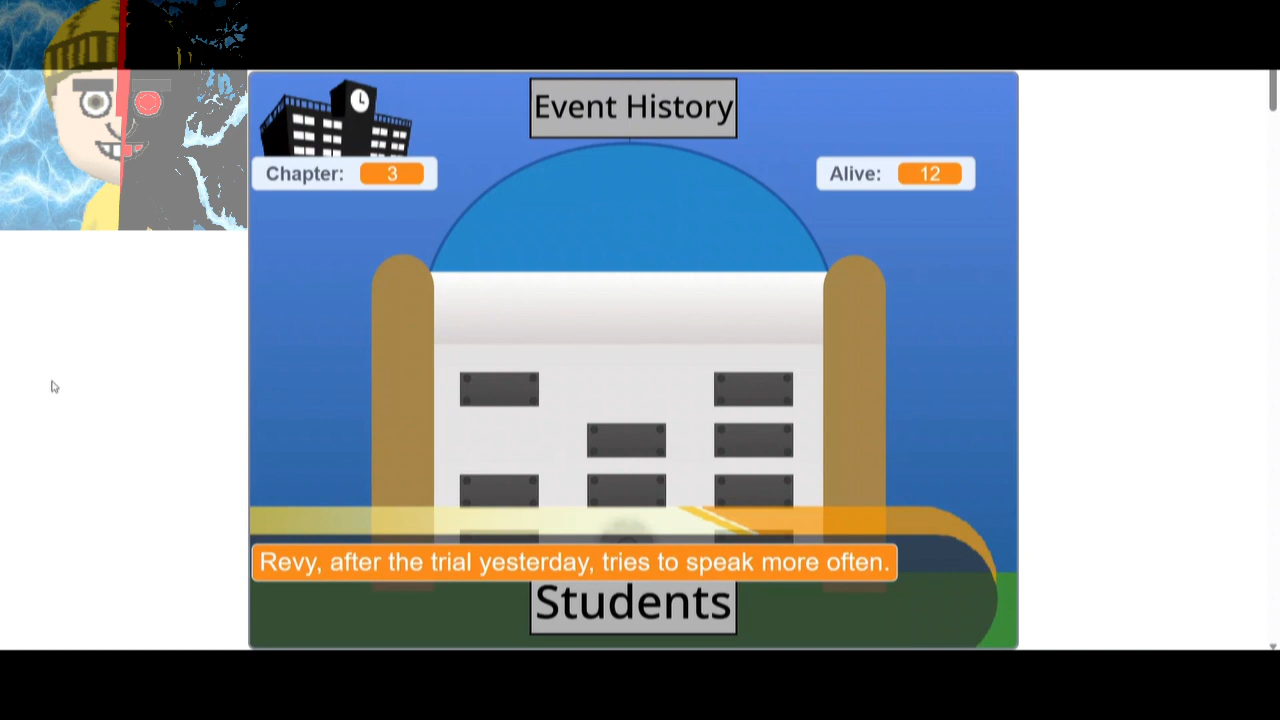 Event History
Chapter: 3
Alive: 12
Revy, after the trial yesterday, tries to speak more often.
Students